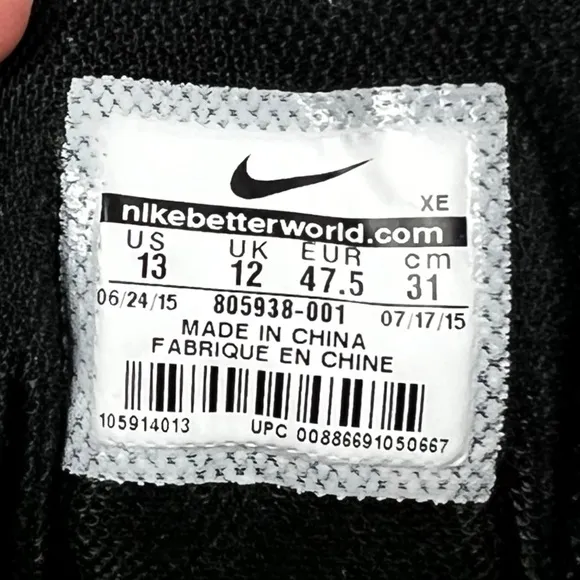 XE
nikebetterworld.com
US UK EUR cm
13 12 47.5 31
06/24/15 805938-001 07/17/15
MADE IN CHINA
FABRIQUE EN CHINE
105914013 UPC 00886691050667